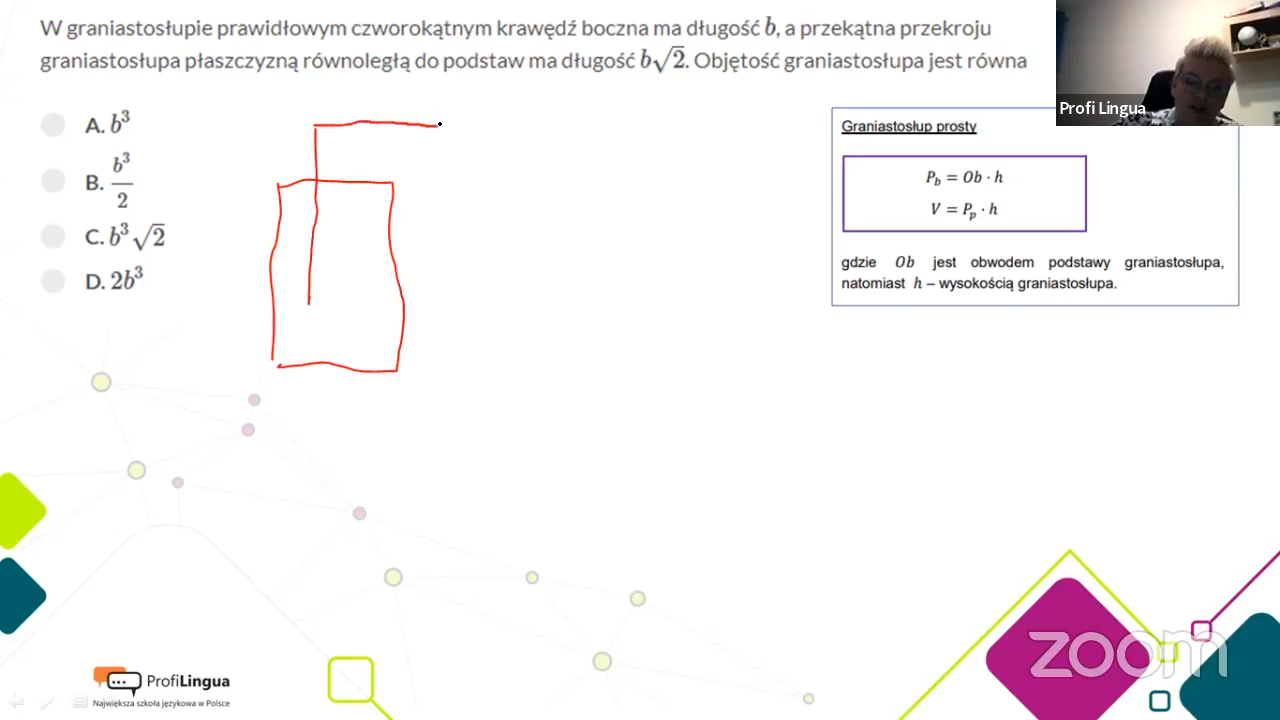 W graniastosłupie prawidłowym czworokątnym krawędź boczna ma długość b, a przekątna przekroju
graniastosłupa płaszczyzną równoległą do podstaw ma długość b√2. Objętość graniastosłupa jest równa
A. b³
B. b³/2
C. b³√2
D. 2b³
Profi Lingua
Graniastosłup prosty
P_b = Ob · h
V = P_p · h
gdzie Ob jest obwodem podstawy graniastosłupa,
natomiast h – wysokością graniastosłupa.
ProfiLingua
Największa szkoła językowa w Polsce
zoom